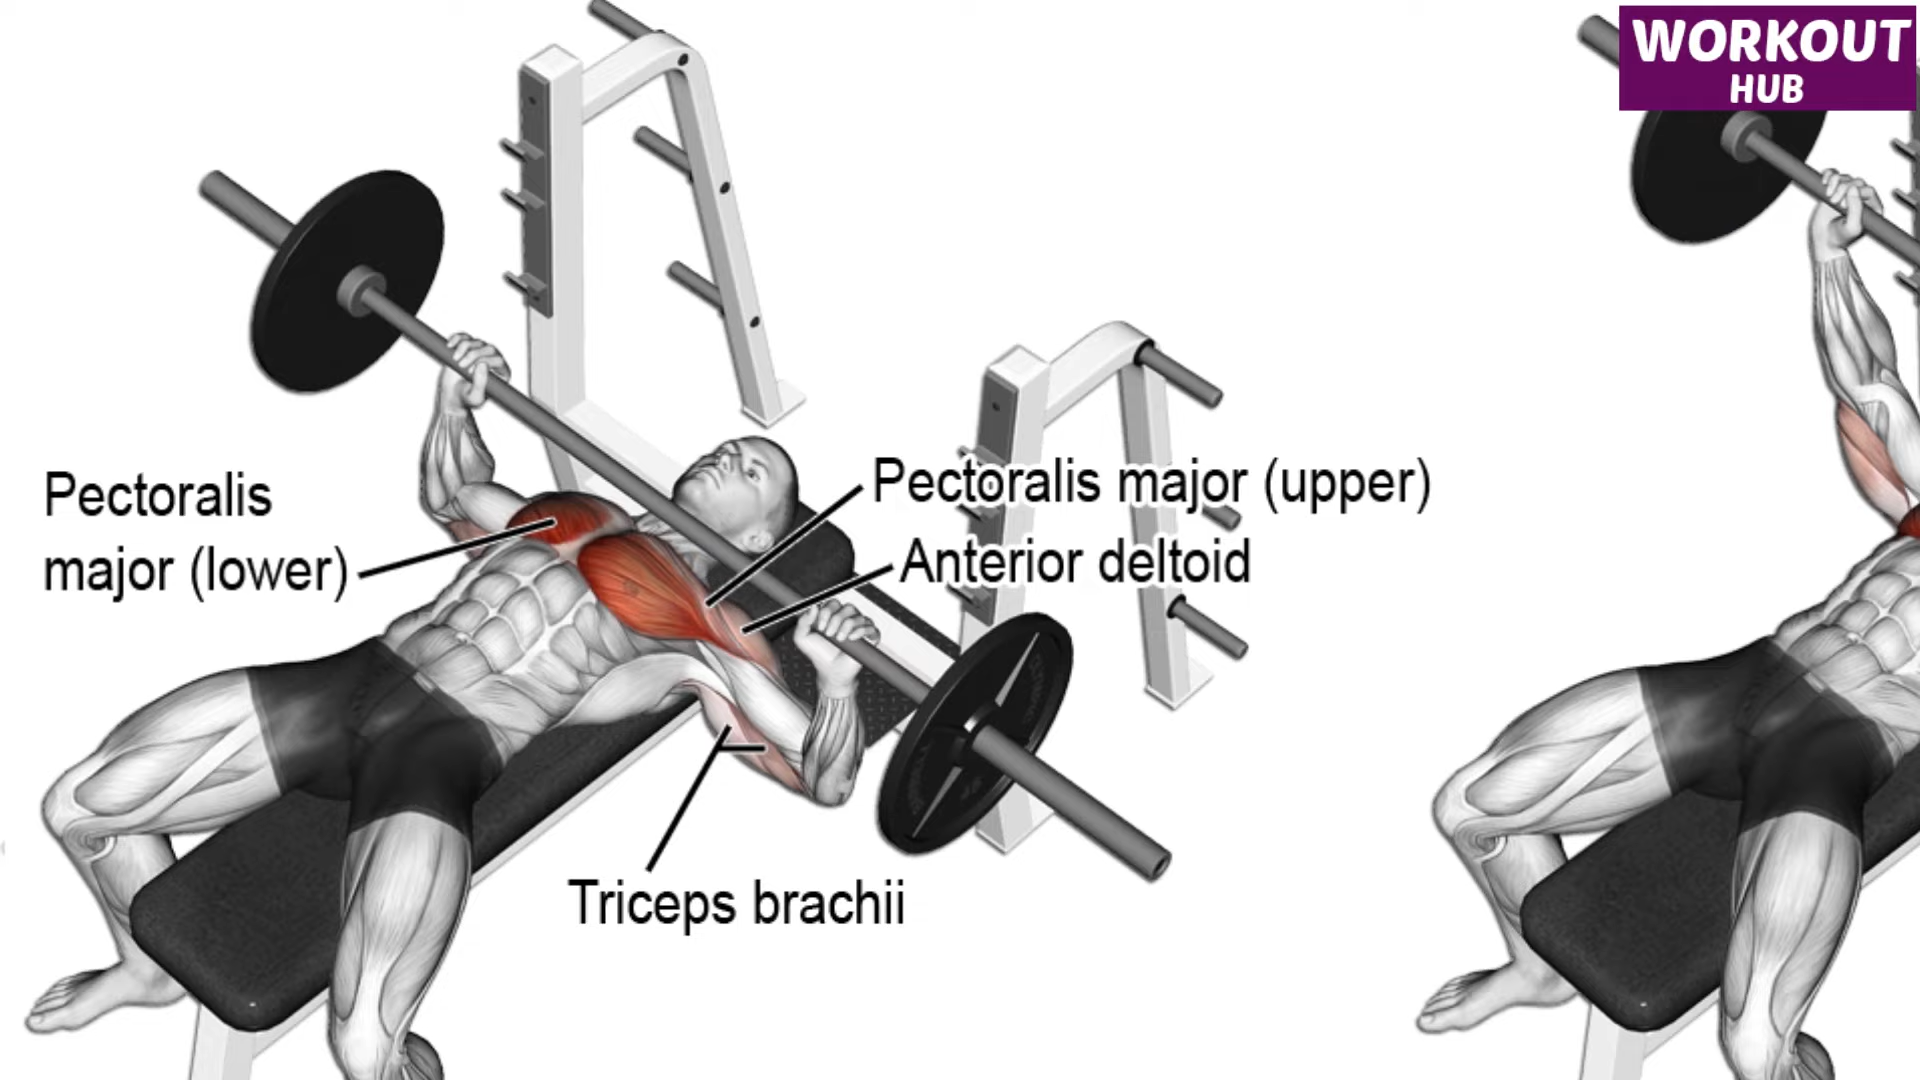 WORKOUT
HUB
Pectoralis
major (lower)
Pectoralis major (upper)
Anterior deltoid
Triceps brachii